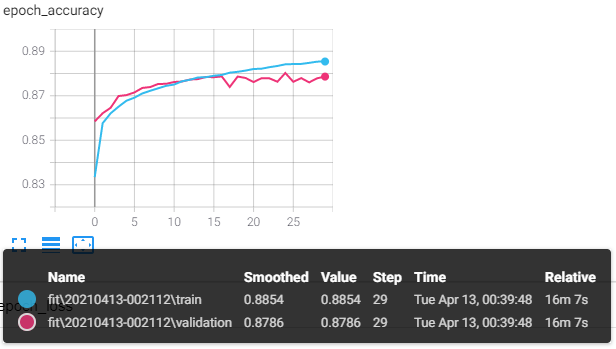 epoch_accuracy
0.89
0.87
0.85
0.83
0 5 10 15 20 25
Name Smoothed Value Step Time Relative
fit\20210413-002112\train 0.8854 0.8854 29 Tue Apr 13, 00:39:48 16m 7s
epoch_loss
fit\20210413-002112\validation 0.8786 0.8786 29 Tue Apr 13, 00:39:48 16m 7s